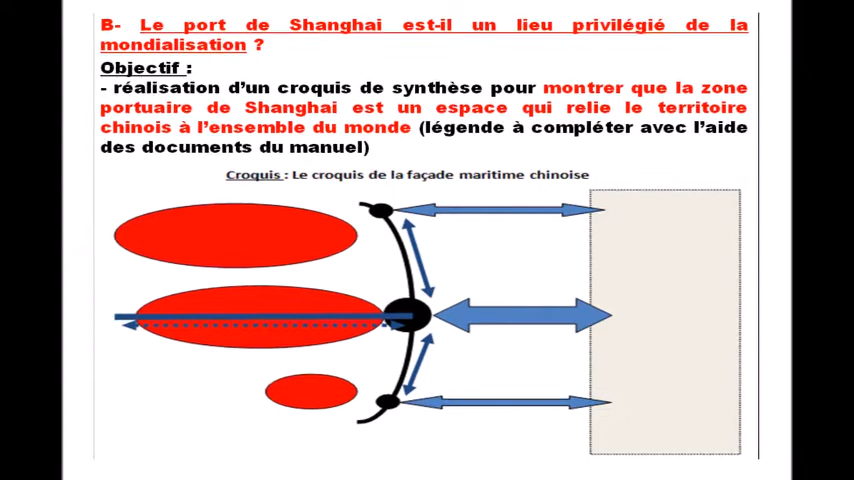 B- Le port de Shanghai est-il un lieu privilégié de la
mondialisation ?
Objectif :
- réalisation d’un croquis de synthèse pour montrer que la zone
portuaire de Shanghai est un espace qui relie le territoire
chinois à l’ensemble du monde (légende à compléter avec l’aide
des documents du manuel)
Croquis : Le croquis de la façade maritime chinoise